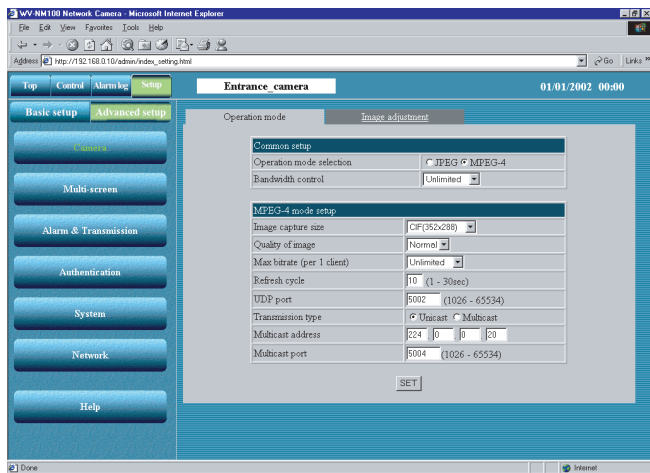 WV-NM100 Network Camera - Microsoft Internet Explorer
File Edit View Favorites Tools Help
Address http://192.168.0.10/admin/index_setting.html Go Links »
Top Control Alarm log Setup Entrance_camera 01/01/2002 00:00
Basic setup Advanced setup
Operation mode Image adjustment
Camera
Multi-screen
Alarm & Transmission
Authentication
System
Network
Help
Common setup
Operation mode selection JPEG MPEG-4
Bandwidth control Unlimited
MPEG-4 mode setup
Image capture size CIF(352x288)
Quality of image Normal
Max bitrate (per 1 client) Unlimited
Refresh cycle 10 (1 - 30sec)
UDP port 5002 (1026 - 65534)
Transmission type Unicast Multicast
Multicast address 224 0 0 20
Multicast port 5004 (1026 - 65534)
SET
Done Internet